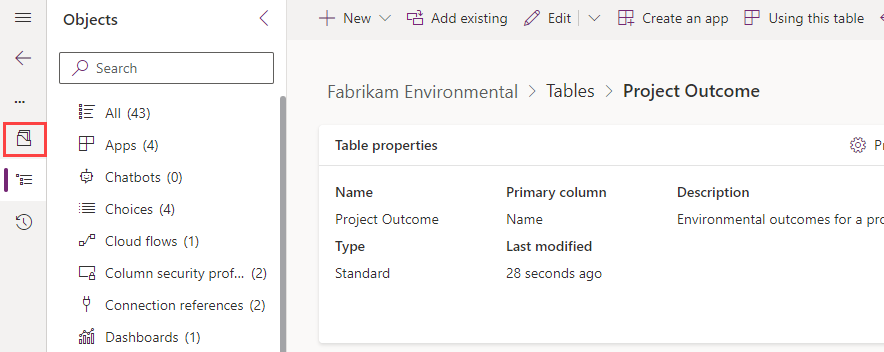 Objects
New
Add existing
Edit
Create an app
Using this table
Search
Fabrikam Environmental > Tables > Project Outcome
All (43)
Apps (4)
Chatbots (0)
Choices (4)
Cloud flows (1)
Column security prof... (2)
Connection references (2)
Dashboards (1)
Table properties
Name
Primary column
Description
Project Outcome
Name
Environmental outcomes for a
Type
Last modified
Standard
28 seconds ago